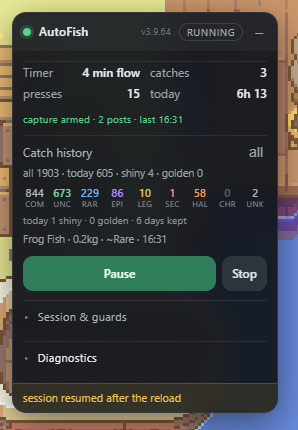 AutoFish v3.9.64 RUNNING –
Timer 4 min flow catches 3
presses 15 today 6h 13
capture armed · 2 posts · last 16:31
Catch history all
all 1903 · today 605 · shiny 4 · golden 0
844 673 229 86 10 1 58 0 2
COM UNC RAR EPI LEG SEC HAL CHR UNK
today 1 shiny · 0 golden · 6 days kept
Frog Fish · 0.2kg · ~Rare · 16:31
Pause Stop
Session & guards
Diagnostics
session resumed after the reload